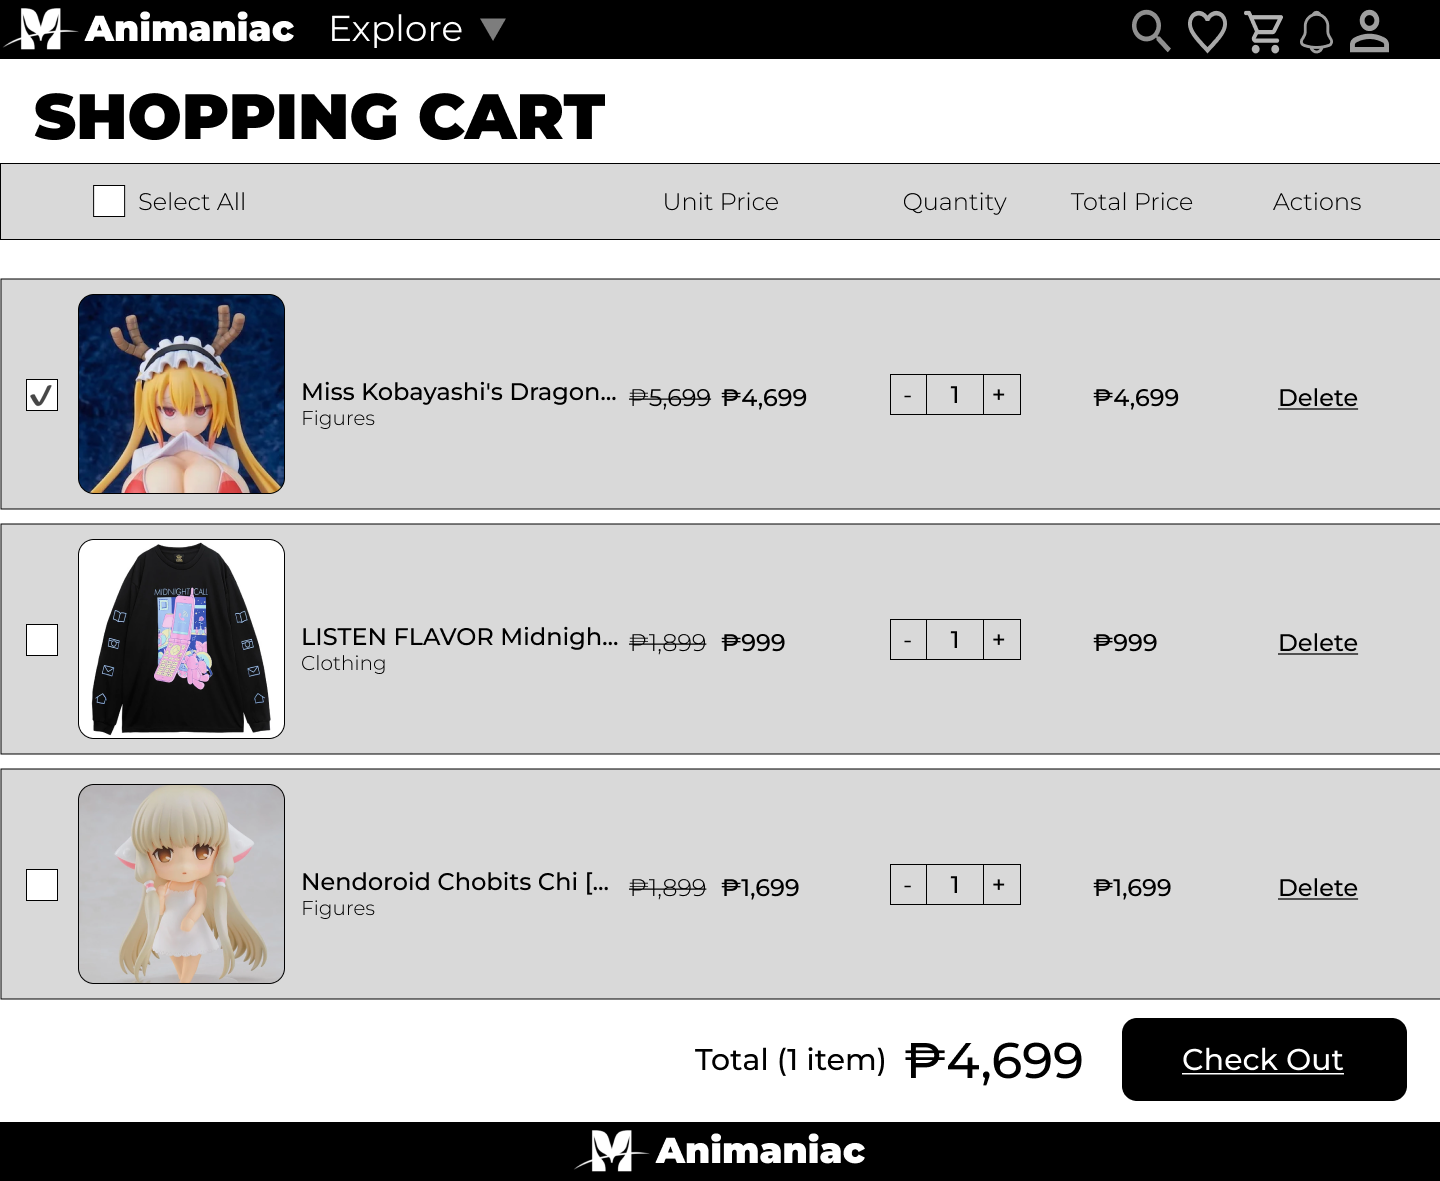 Animaniac Explore ▼
SHOPPING CART
Select All Unit Price Quantity Total Price Actions
Miss Kobayashi's Dragon... ₱5,699 ₱4,699 - 1 + ₱4,699 Delete
Figures
MIDNIGHT CALL
LISTEN FLAVOR Midnigh... ₱1,899 ₱999 - 1 + ₱999 Delete
Clothing
Nendoroid Chobits Chi [... ₱1,899 ₱1,699 - 1 + ₱1,699 Delete
Figures
Total (1 item) ₱4,699 Check Out
Animaniac